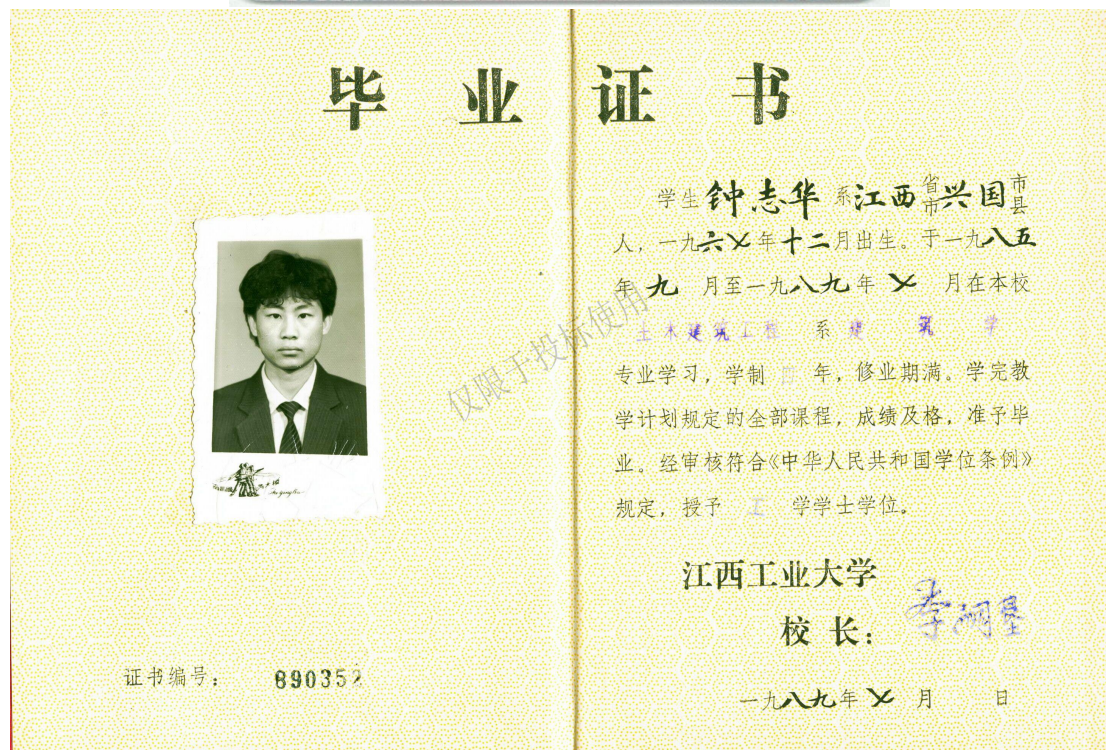 毕业证书
学生钟志华系江西省市兴国市县
人，一九六七年十二月出生。于一九八五
年九月至一九八九年七月在本校
土木建筑工程系建筑学
专业学习，学制四年，修业期满。学完教
学计划规定的全部课程，成绩及格，准予毕
业。经审核符合《中华人民共和国学位条例》
规定，授予工学学士学位。
江西工业大学
校长：
一九八九年七月 日
证书编号：890352
仅限于投标使用